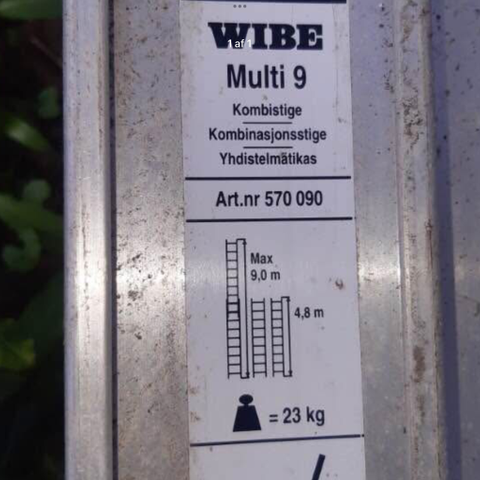 WIBE
1 af 1
Multi 9
Kombistige
Kombinasjonsstige
Yhdistelmätikas
Art.nr 570 090
Max
9,0 m
4,8 m
= 23 kg